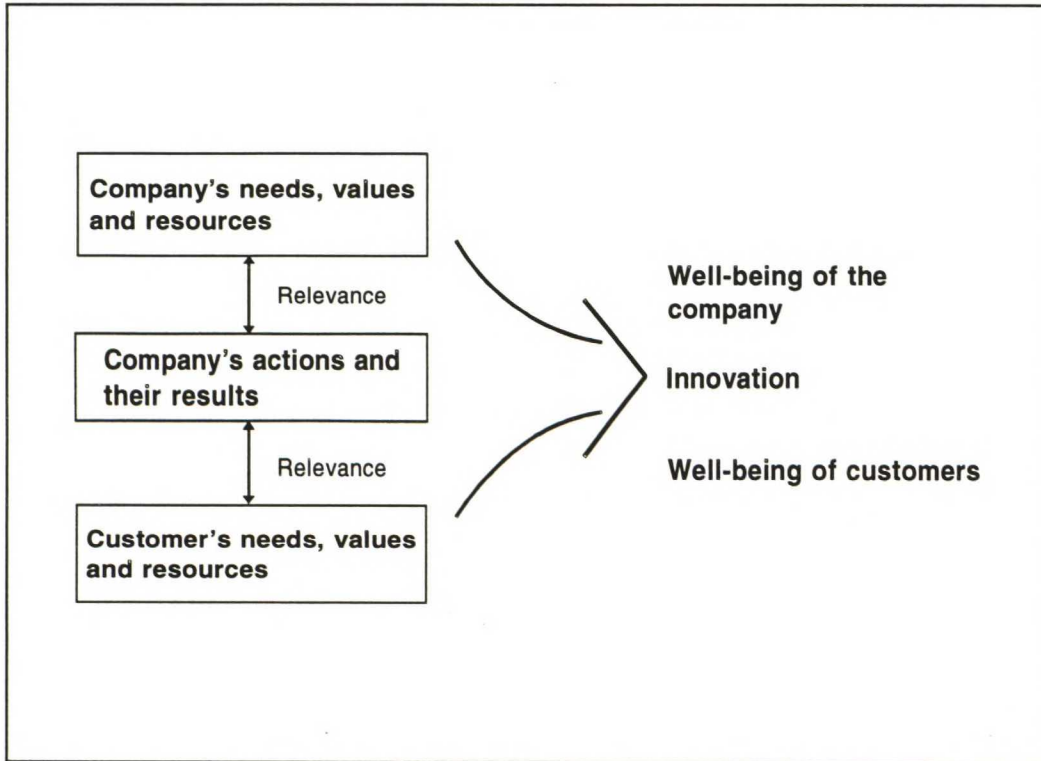 Company's needs, values
and resources
Relevance
Company's actions and
their results
Relevance
Customer's needs, values
and resources
Well-being of the
company
Innovation
Well-being of customers